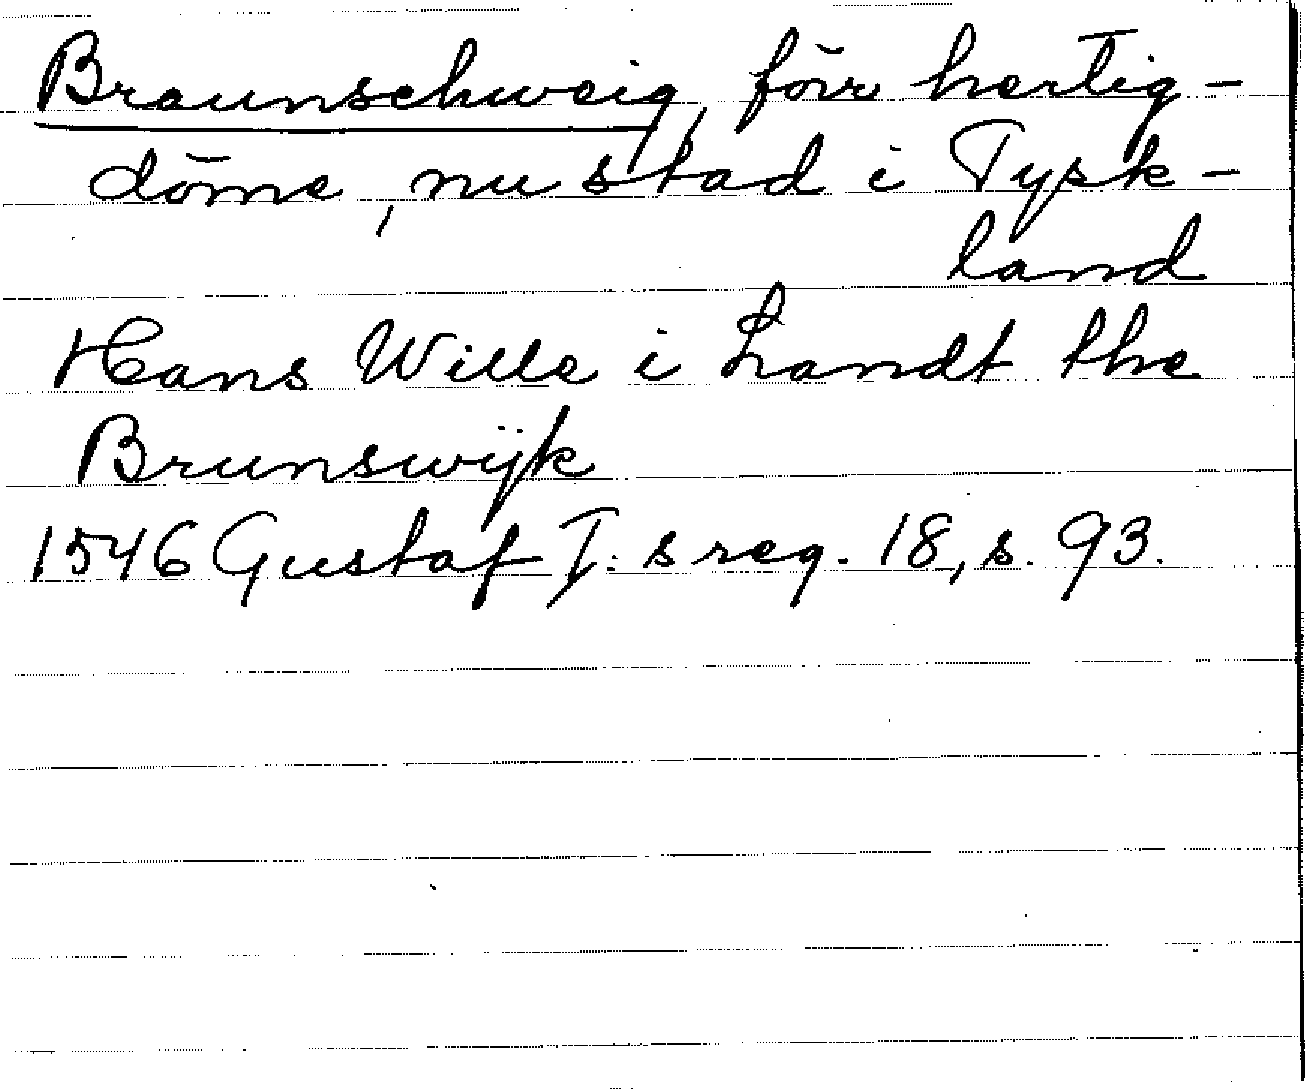 Braunschweig, förr hertig-
döme, nu stad i Tysk-
land
Hans Wille i Landt the
Brunswijk
1546 Gustaf I:s reg. 18, s. 93.